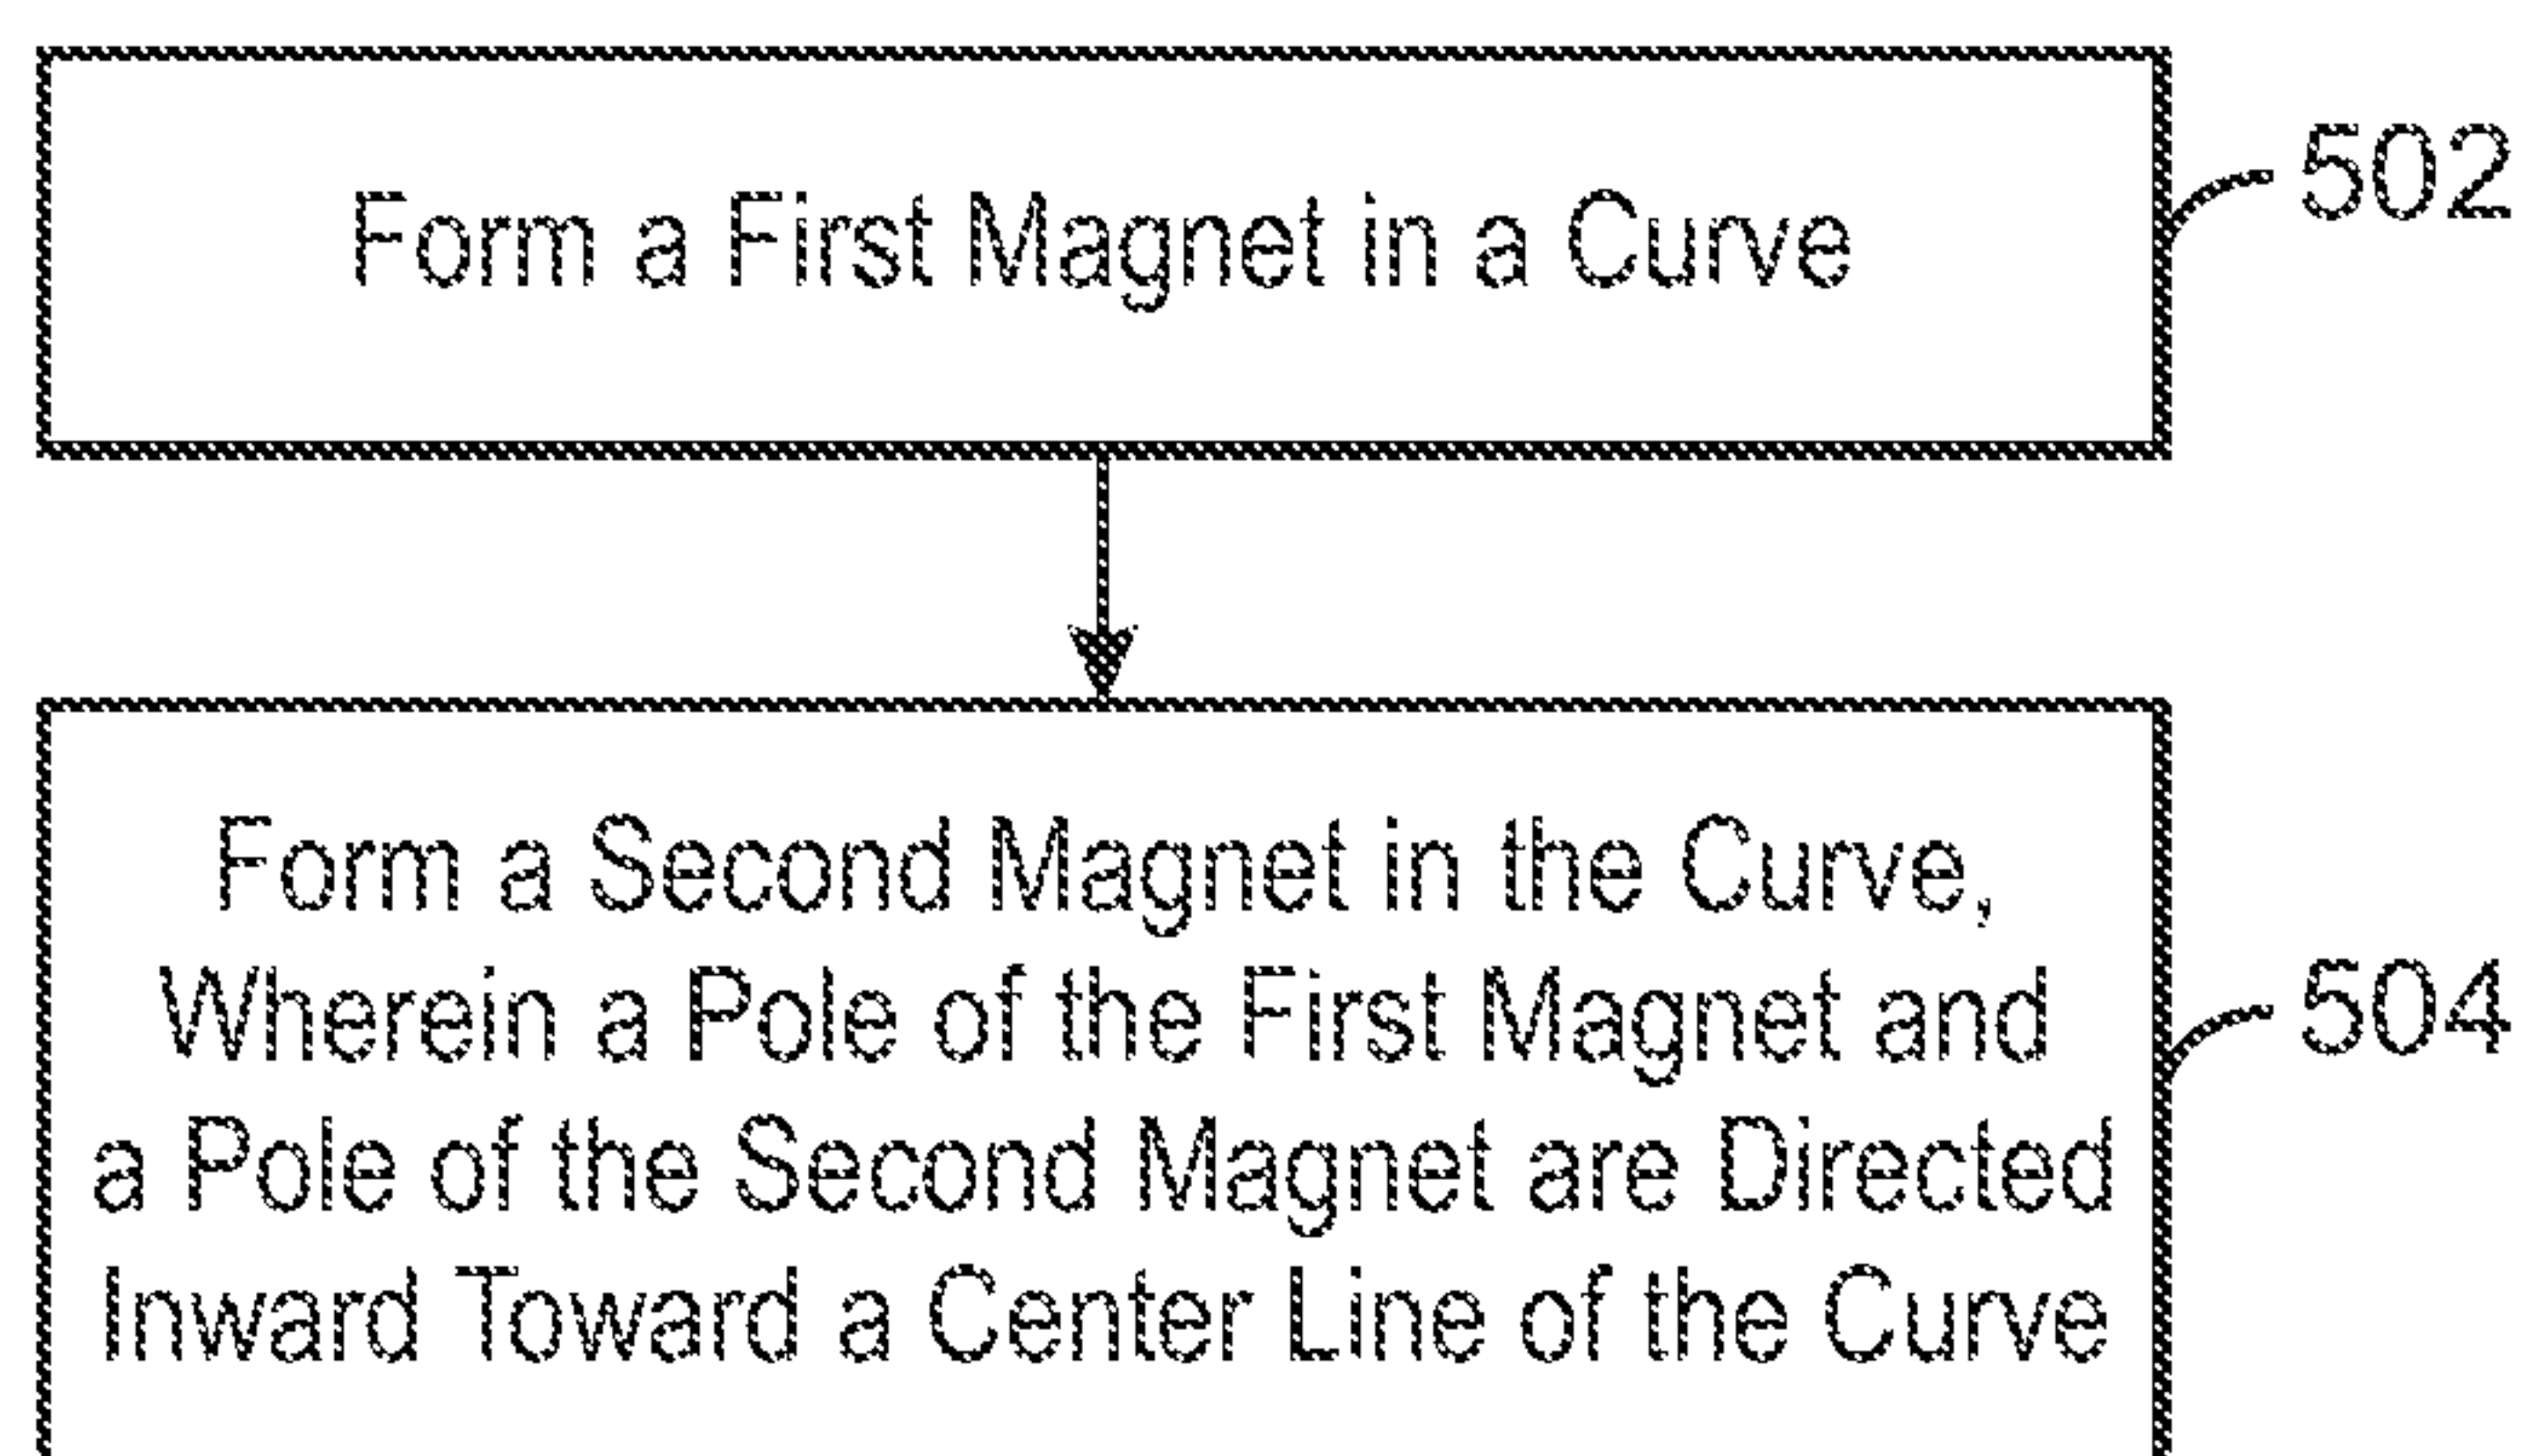 Form a First Magnet in a Curve
502
Form a Second Magnet in the Curve,
Wherein a Pole of the First Magnet and
a Pole of the Second Magnet are Directed
Inward Toward a Center Line of the Curve
504